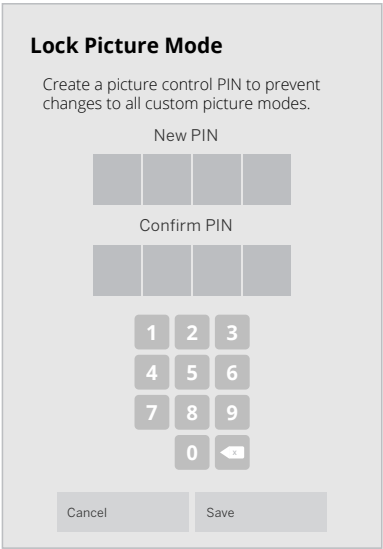 Lock Picture Mode
Create a picture control PIN to prevent
changes to all custom picture modes.
New PIN
Confirm PIN
1 2 3
4 5 6
7 8 9
0 x
Cancel Save